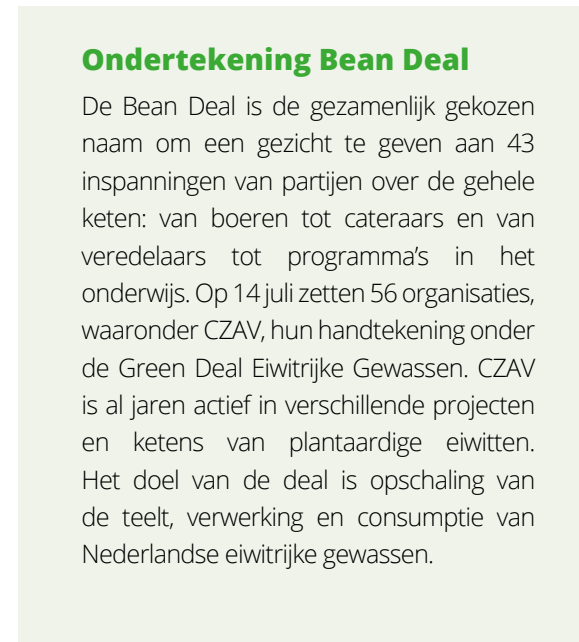 Ondertekening Bean Deal
De Bean Deal is de gezamenlijk gekozen
naam om een gezicht te geven aan 43
inspanningen van partijen over de gehele
keten: van boeren tot cateraars en van
veredelaars tot programma's in het
onderwijs. Op 14 juli zetten 56 organisaties,
waaronder CZAV, hun handtekening onder
de Green Deal Eiwitrijke Gewassen. CZAV
is al jaren actief in verschillende projecten
en ketens van plantaardige eiwitten.
Het doel van de deal is opschaling van
de teelt, verwerking en consumptie van
Nederlandse eiwitrijke gewassen.